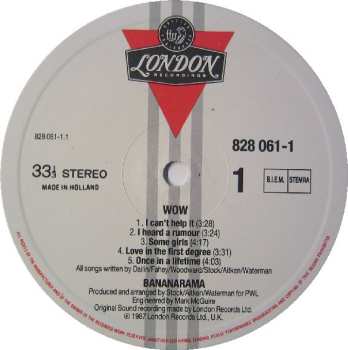 LONDON
RECORDINGS
828 061-1.1
828 061-1
33⅓ STEREO
MADE IN HOLLAND
1
B.I.E.M. STEMRA
WOW
1. I can't help it (3:28)
2. I heard a rumour (3:28)
3. Some girls (4:17)
4. Love in the first degree (3:31)
5. Once in a lifetime (4:03)
All songs written by Dallin/Fahey/Woodward/Stock/Aitken/Waterman
BANANARAMA
Produced and arranged by Stock/Aitken/Waterman for PWL
Engineered by Mark McGuire
Original Sound recording made by London Records Ltd.
℗ 1987 London Records Ltd., U.K.